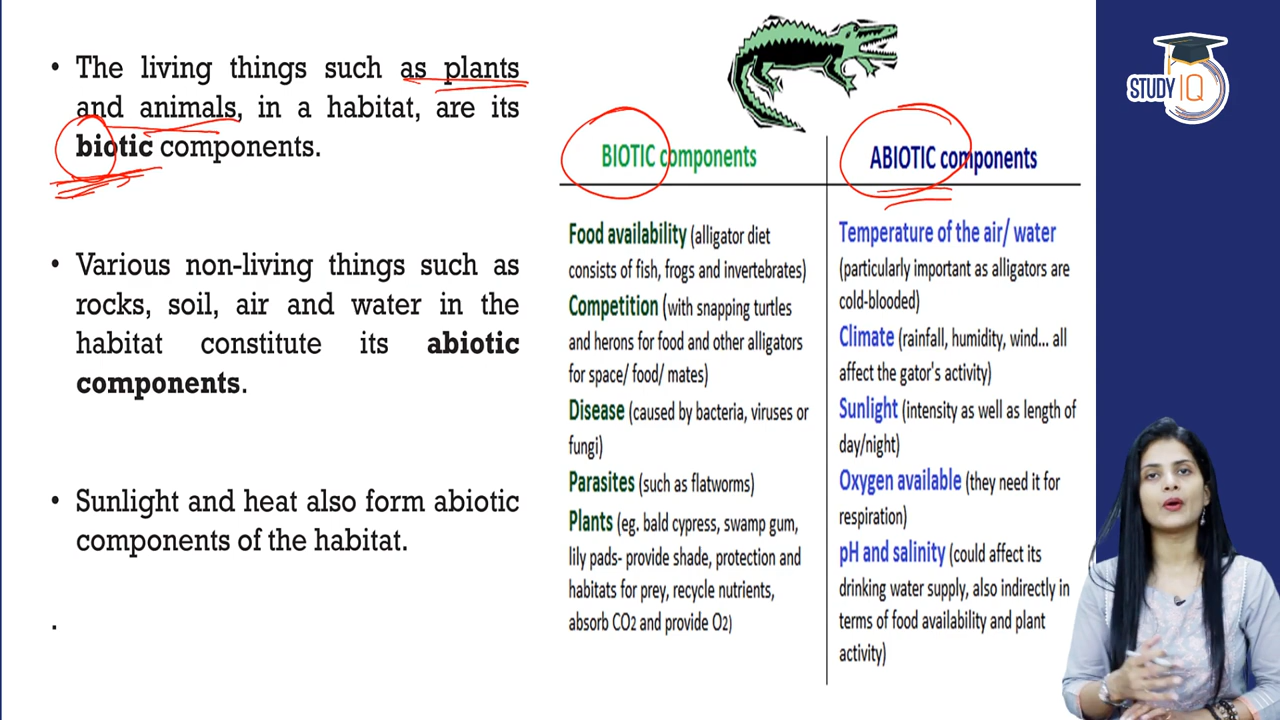 • The living things such as plants
and animals, in a habitat, are its
biotic components.
• Various non-living things such as
rocks, soil, air and water in the
habitat constitute its abiotic
components.
• Sunlight and heat also form abiotic
components of the habitat.
.
BIOTIC components
Food availability (alligator diet
consists of fish, frogs and invertebrates)
Competition (with snapping turtles
and herons for food and other alligators
for space/ food/ mates)
Disease (caused by bacteria, viruses or
fungi)
Parasites (such as flatworms)
Plants (eg. bald cypress, swamp gum,
lily pads- provide shade, protection and
habitats for prey, recycle nutrients,
absorb CO2 and provide O2)
ABIOTIC components
Temperature of the air/ water
(particularly important as alligators are
cold-blooded)
Climate (rainfall, humidity, wind... all
affect the gator's activity)
Sunlight (intensity as well as length of
day/night)
Oxygen available (they need it for
respiration)
pH and salinity (could affect its
drinking water supply, also indirectly in
terms of food availability and plant
activity)
STUDY IQ